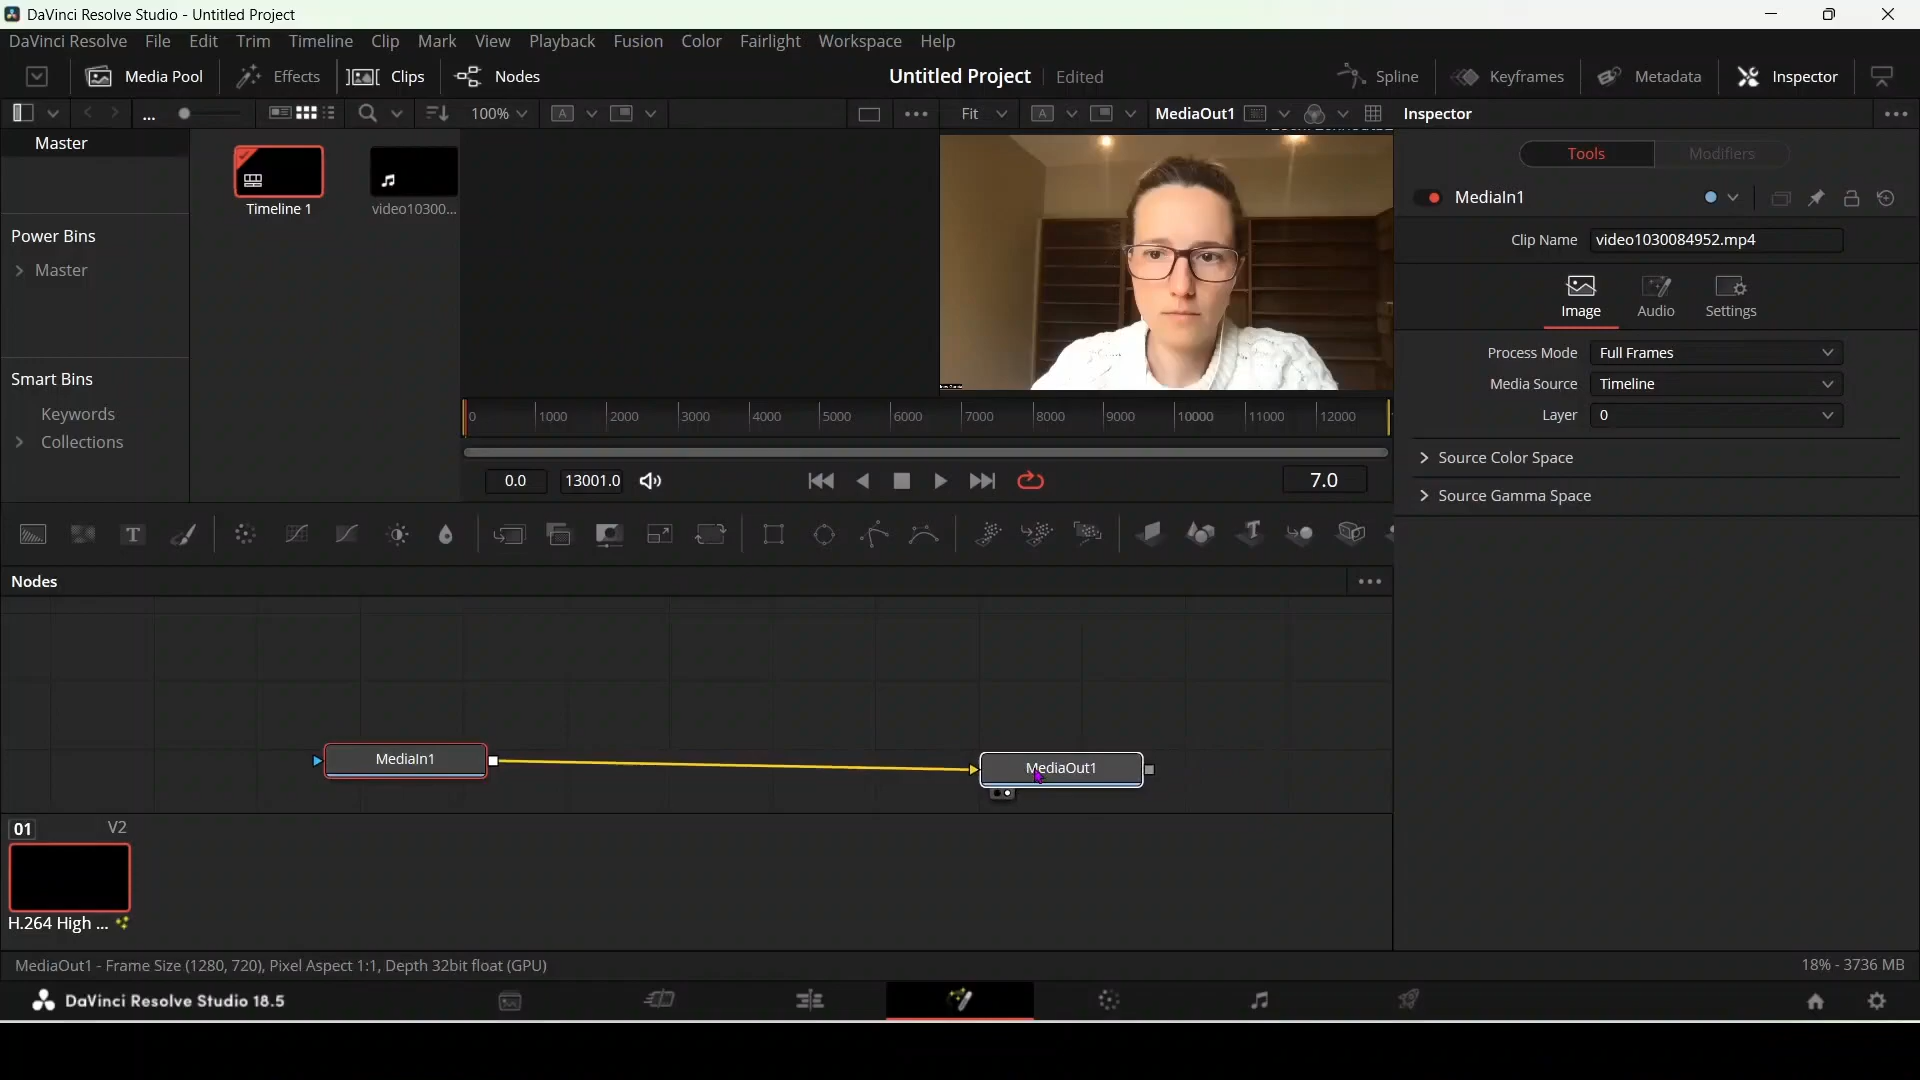 DaVinci Resolve Studio - Untitled Project
DaVinci Resolve File Edit Trim Timeline Clip Mark View Playback Fusion Color Fairlight Workspace Help
Media Pool Effects Clips Nodes Untitled Project Edited Spline Keyframes Metadata Inspector
... 100% Fit MediaOut1 Inspector
Master
Tools Modifiers
MediaIn1
Timeline 1 video10300...
Power Bins
Clip Name video1030084952.mp4
Master
Image Audio Settings
Process Mode Full Frames
Smart Bins
Media Source Timeline
Keywords
Layer 0
Collections
0 1000 2000 3000 4000 5000 6000 7000 8000 9000 10000 11000 12000
Source Color Space
0.0 13001.0 7.0
Source Gamma Space
T T
Nodes
MediaIn1
MediaOut1
01 V2
H.264 High ...
MediaOut1 - Frame Size (1280, 720), Pixel Aspect 1:1, Depth 32bit float (GPU) 18% - 3736 MB
DaVinci Resolve Studio 18.5